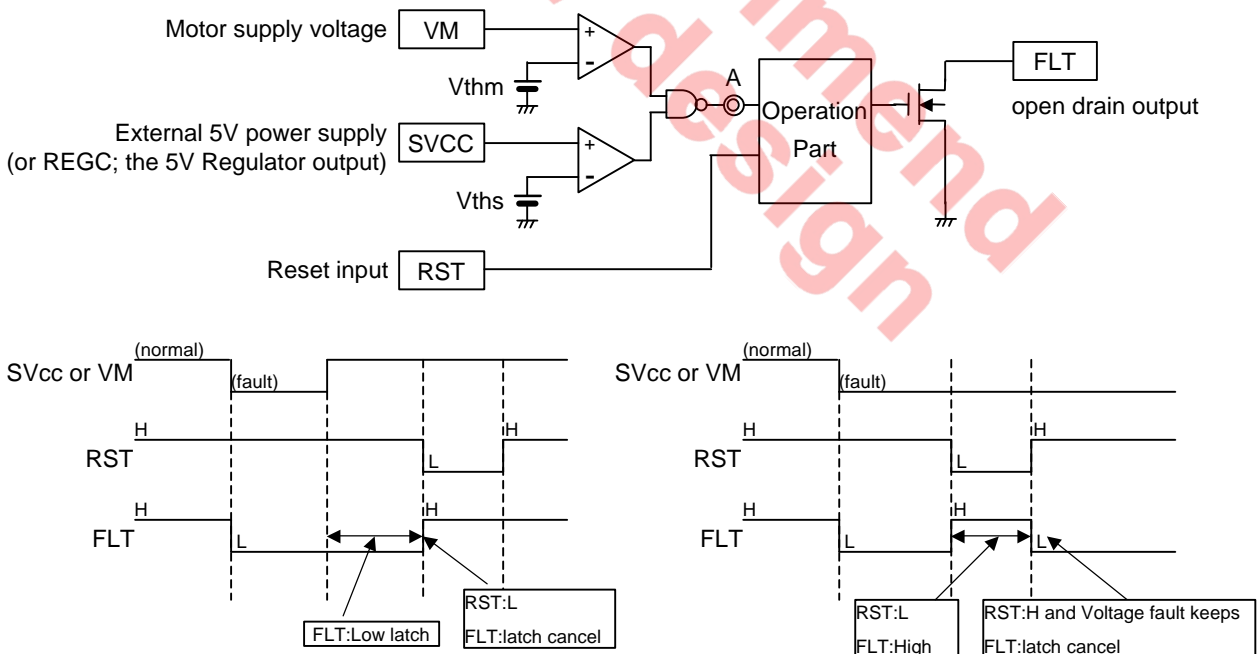 Motor supply voltage VM
Vthm
External 5V power supply
(or REGC; the 5V Regulator output)
SVCC
Vths
Reset input RST
A
Operation
Part
FLT
open drain output
mmend
design
SVcc or VM
(normal)
(fault)
RST
H
L
H
FLT
H
L
H
FLT:Low latch
RST:L
FLT:latch cancel
SVcc or VM
(normal)
(fault)
RST
H
L
H
FLT
H
L
H
L
RST:L
FLT:High
RST:H and Voltage fault keeps
FLT:latch cancel